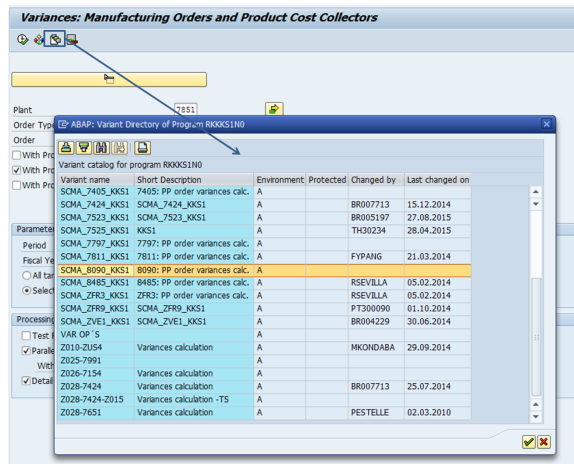 Variances: Manufacturing Orders and Product Cost Collectors
Plant 7851
Order Type
Order
With Pro
With Pro
With Pro
Parameter
Period
Fiscal Ye
All tar
Selec
Processing
Test R
Paralle
With
Detail
ABAP: Variant Directory of Program RKKKS1N0
Variant catalog for program RKKKS1N0
Variant name Short Description Environment Protected Changed by Last changed on
SCMA_7405_KKS1 7405: PP order variances calc. A
SCMA_7424_KKS1 SCMA_7424_KKS1 A BR007713 15.12.2014
SCMA_7523_KKS1 SCMA_7523_KKS1 A BR005197 27.08.2015
SCMA_7525_KKS1 KKS1 A TH30234 28.04.2015
SCMA_7797_KKS1 7797: PP order variances calc. A
SCMA_7811_KKS1 7811: PP order variances calc. A FYPANG 21.03.2014
SCMA_8090_KKS1 8090: PP order variances calc. A
SCMA_8485_KKS1 8485: PP order variances calc. A RSEVILLA 05.02.2014
SCMA_ZFR3_KKS1 ZFR3: PP order variances calc. A RSEVILLA 05.02.2014
SCMA_ZFR9_KKS1 SCMA_ZFR9_KKS1 A PT300090 01.10.2014
SCMA_ZVE1_KKS1 SCMA_ZVE1_KKS1 A BR004229 30.06.2014
VAR OP´S A
Z010-ZUS4 Variances calculation A MKONDABA 29.09.2014
Z025-7991 A
Z026-7154 Variances calculation A
Z028-7424 Variances calculation A BR007713 25.07.2014
Z028-7424-Z015 Variances calculation -TS A
Z028-7651 Variances calculation A PESTELLE 02.03.2010